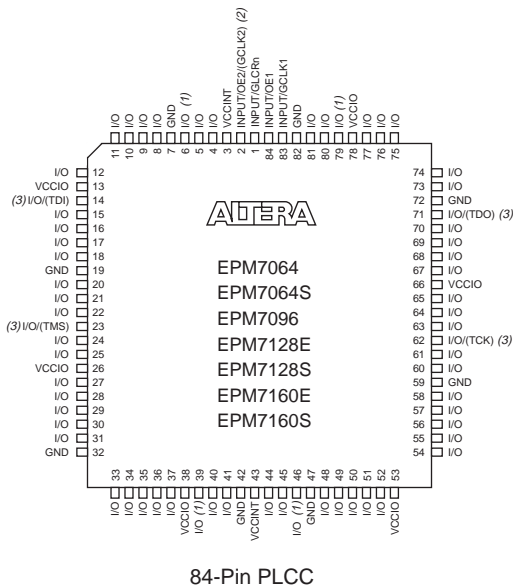 I/O 11
I/O 10
I/O 9
I/O 8
GND 7
I/O (1) 6
I/O 5
I/O 4
VCCINT 3
INPUT/OE2/(GCLK2) (2) 2
INPUT/GLCRn 1
INPUT/OE1 84
INPUT/GCLK1 83
GND 82
I/O 81
I/O 80
I/O (1) 79
VCCIO 78
I/O 77
I/O 76
I/O 75
I/O 12
VCCIO 13
(3) I/O/(TDI) 14
I/O 15
I/O 16
I/O 17
I/O 18
GND 19
I/O 20
I/O 21
I/O 22
(3) I/O/(TMS) 23
I/O 24
I/O 25
VCCIO 26
I/O 27
I/O 28
I/O 29
I/O 30
I/O 31
GND 32
ALTERA
EPM7064
EPM7064S
EPM7096
EPM7128E
EPM7128S
EPM7160E
EPM7160S
74 I/O
73 I/O
72 GND
71 I/O/(TDO) (3)
70 I/O
69 I/O
68 I/O
67 I/O
66 VCCIO
65 I/O
64 I/O
63 I/O
62 I/O/(TCK) (3)
61 I/O
60 I/O
59 GND
58 I/O
57 I/O
56 I/O
55 I/O
54 I/O
33 I/O
34 I/O
35 I/O
36 I/O
37 I/O
38 VCCIO
39 I/O (1)
40 I/O
41 I/O
42 GND
43 VCCINT
44 I/O
45 I/O
46 I/O (1)
47 GND
48 I/O
49 I/O
50 I/O
51 I/O
52 I/O
53 VCCIO
84-Pin PLCC